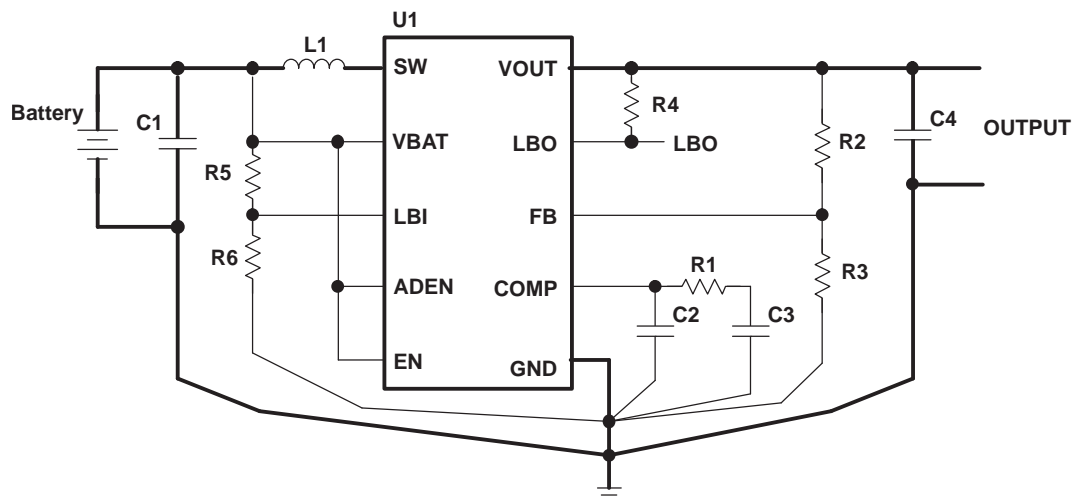 U1
L1
SW
VOUT
Battery
C1
R4
C4
OUTPUT
VBAT
LBO
LBO
R2
R5
LBI
FB
R6
R1
R3
ADEN
COMP
C2
C3
EN
GND